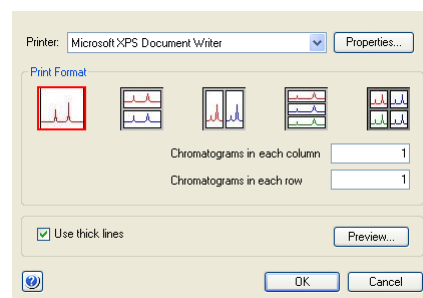 Printer: Microsoft XPS Document Writer Properties...
Print Format
Chromatograms in each column 1
Chromatograms in each row 1
Use thick lines Preview...
? OK Cancel